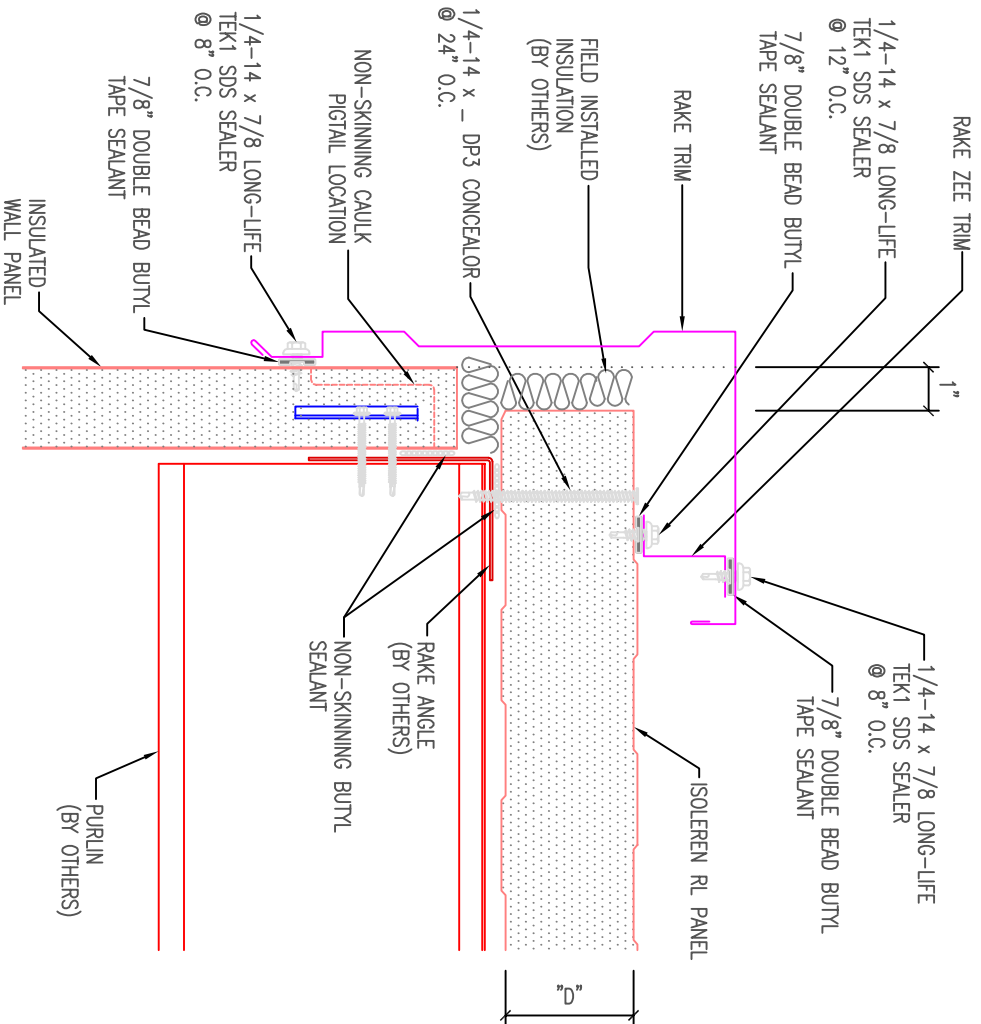 RAKE ZEE TRIM
1/4-14 x 7/8 LONG-LIFE
TEK1 SDS SEALER
@ 12" O.C.
7/8" DOUBLE BEAD BUTYL
TAPE SEALANT
RAKE TRIM
FIELD INSTALLED
INSULATION
(BY OTHERS)
1/4-14 x _ DP3 CONCEALOR
@ 24" O.C.
NON-SKINNING CAULK
PIGTAIL LOCATION
1/4-14 x 7/8 LONG-LIFE
TEK1 SDS SEALER
@ 8" O.C.
7/8" DOUBLE BEAD BUTYL
TAPE SEALANT
INSULATED
WALL PANEL
1"
1/4-14 x 7/8 LONG-LIFE
TEK1 SDS SEALER
@ 8" O.C.
7/8" DOUBLE BEAD BUTYL
TAPE SEALANT
ISOLEREN RL PANEL
RAKE ANGLE
(BY OTHERS)
NON-SKINNING BUTYL
SEALANT
PURLIN
(BY OTHERS)
"D"